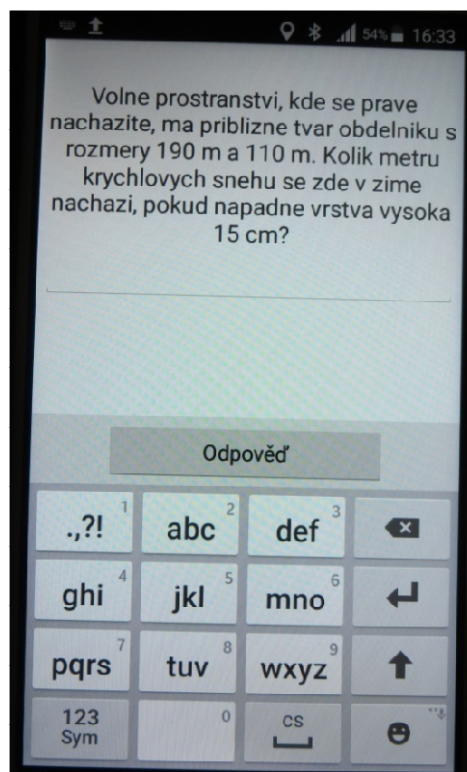 54% 16:33
Volne prostranstvi, kde se prave
nachazite, ma priblizne tvar obdelniku s
rozmery 190 m a 110 m. Kolik metru
krychlovych snehu se zde v zime
nachazi, pokud napadne vrstva vysoka
15 cm?
Odpověď
.,?! 1 abc 2 def 3
ghi 4 jkl 5 mno 6
pqrs 7 tuv 8 wxyz 9
123 0 cs
Sym